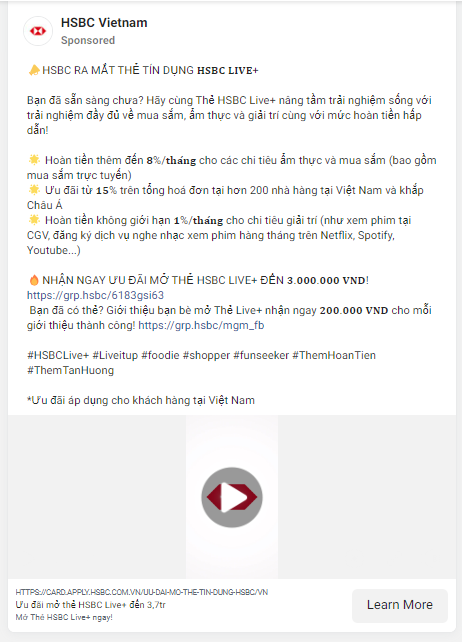 HSBC Vietnam
Sponsored
HSBC RA MẮT THẺ TÍN DỤNG HSBC LIVE+
Bạn đã sẵn sàng chưa? Hãy cùng Thẻ HSBC Live+ nâng tầm trải nghiệm sống với
trải nghiệm đầy đủ về mua sắm, ẩm thực và giải trí cùng với mức hoàn tiền hấp
dẫn!
🌟 Hoàn tiền thêm đến 8%/tháng cho các chi tiêu ẩm thực và mua sắm (bao gồm
mua sắm trực tuyến)
🌟 Ưu đãi từ 15% trên tổng hoá đơn tại hơn 200 nhà hàng tại Việt Nam và khắp
Châu Á
🌟 Hoàn tiền không giới hạn 1%/tháng cho chi tiêu giải trí (như xem phim tại
CGV, đăng ký dịch vụ nghe nhạc xem phim hàng tháng trên Netflix, Spotify,
Youtube...)
🔥NHẬN NGAY ƯU ĐÃI MỞ THẺ HSBC LIVE+ ĐẾN 3.000.000 VND!
https://grp.hsbc/6183gsi63
Bạn đã có thẻ? Giới thiệu bạn bè mở Thẻ Live+ nhận ngay 200.000 VND cho mỗi
giới thiệu thành công! https://grp.hsbc/mgm_fb
#HSBCLive+ #Liveitup #foodie #shopper #funseeker #ThemHoanTien
#ThemTanHuong
*Ưu đãi áp dụng cho khách hàng tại Việt Nam
HTTPS://CARD.APPLY.HSBC.COM.VN/UU-DAI-MO-THE-TIN-DUNG-HSBC/VN
Ưu đãi mở thẻ HSBC Live+ đến 3,7tr
Mở Thẻ HSBC Live+ ngay!
Learn More